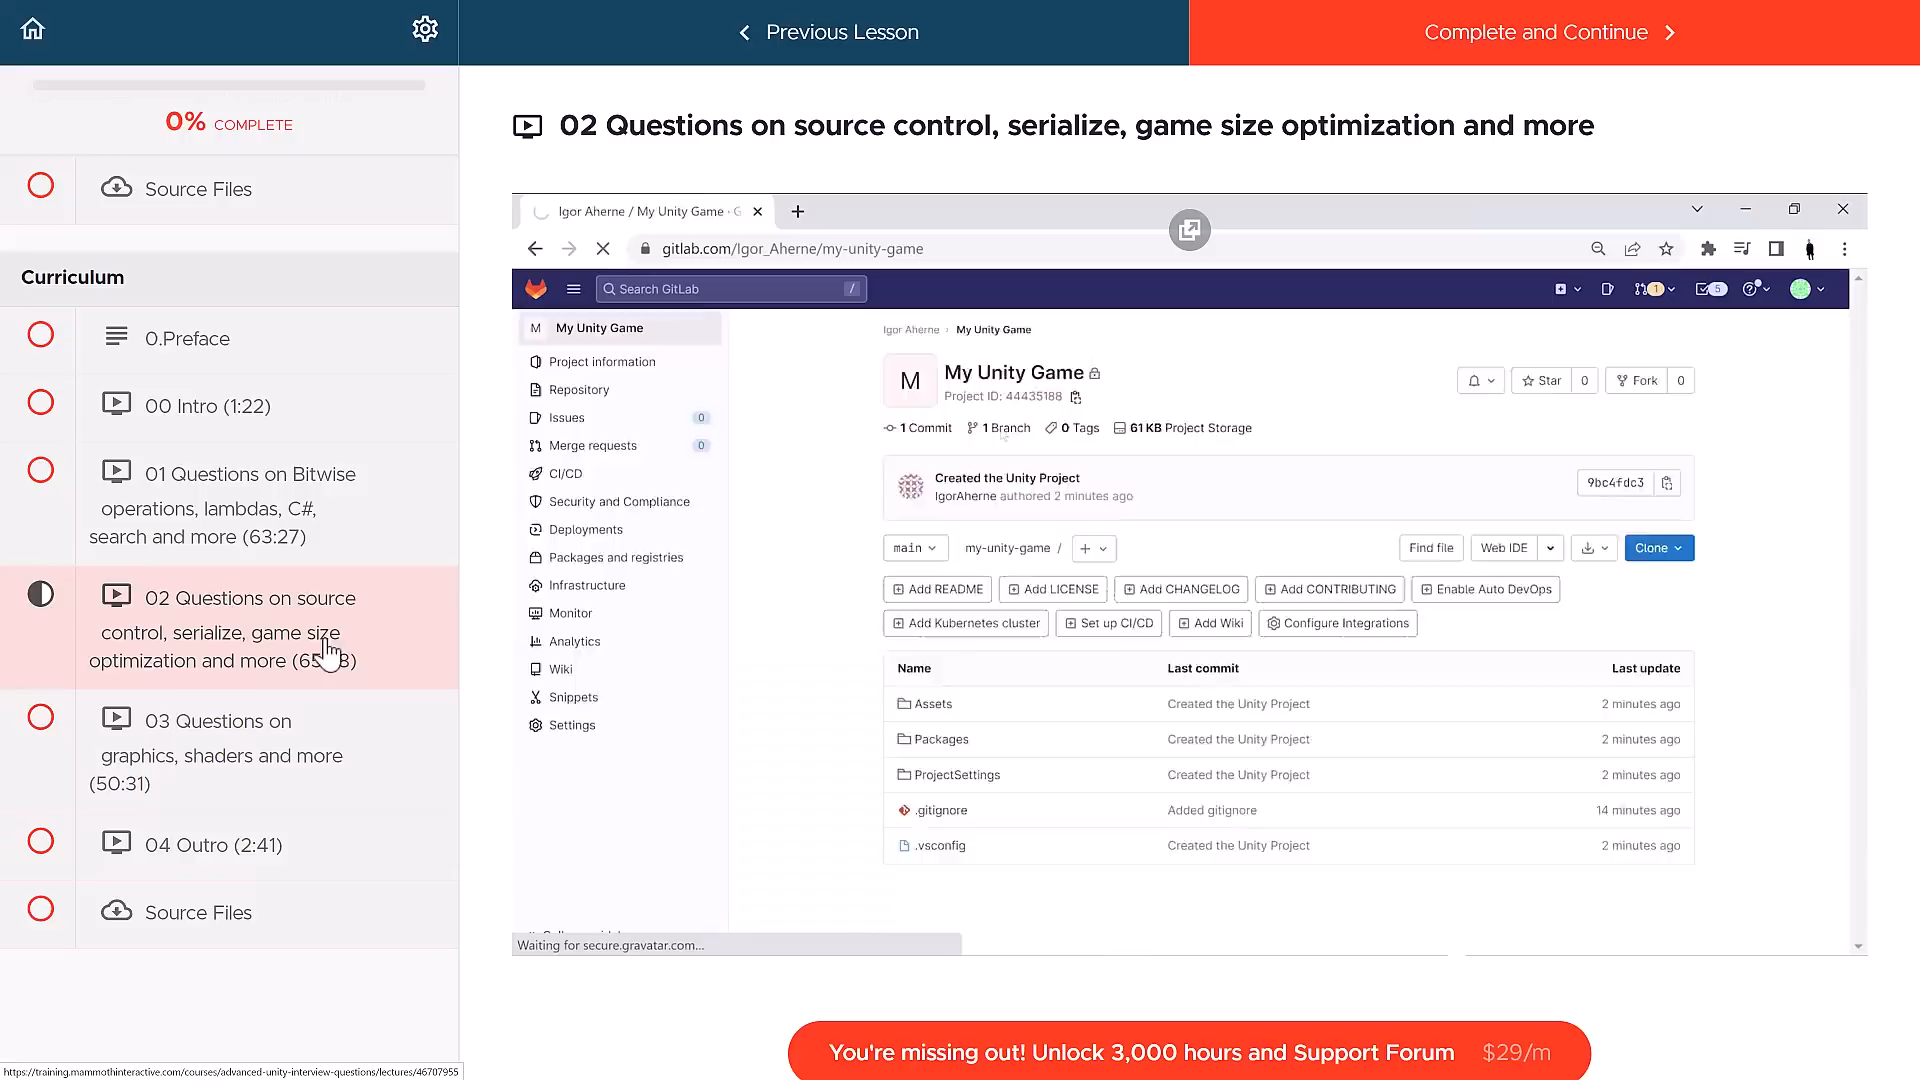 Previous Lesson
Complete and Continue
0% COMPLETE
Source Files
Curriculum
0.Preface
00 Intro (1:22)
01 Questions on Bitwise
operations, lambdas, C#,
search and more (63:27)
02 Questions on source
control, serialize, game size
optimization and more
03 Questions on
graphics, shaders and more
(50:31)
04 Outro (2:41)
Source Files
https://training.mammothinteractive.com/courses/advanced-unity-interview-questions/lectures/46707955
02 Questions on source control, serialize, game size optimization and more
Igor Aherne / My Unity Game · G
gitlab.com/Igor_Aherne/my-unity-game
Search GitLab /
1
5
M My Unity Game
Project information
Repository
Issues 0
Merge requests 0
CI/CD
Security and Compliance
Deployments
Packages and registries
Infrastructure
Monitor
Analytics
Wiki
Snippets
Settings
Waiting for secure.gravatar.com...
Igor Aherne › My Unity Game
M
My Unity Game
Project ID: 44435188
Star 0
Fork 0
1 Commit 1 Branch 0 Tags 61 KB Project Storage
Created the Unity Project
IgorAherne authored 2 minutes ago
9bc4fdc3
main
my-unity-game / +
Find file
Web IDE
Clone
Add README Add LICENSE Add CHANGELOG Add CONTRIBUTING Enable Auto DevOps
Add Kubernetes cluster Set up CI/CD Add Wiki Configure Integrations
Name Last commit Last update
Assets Created the Unity Project 2 minutes ago
Packages Created the Unity Project 2 minutes ago
ProjectSettings Created the Unity Project 2 minutes ago
.gitignore Added gitignore 14 minutes ago
.vsconfig Created the Unity Project 2 minutes ago
You're missing out! Unlock 3,000 hours and Support Forum $29/m